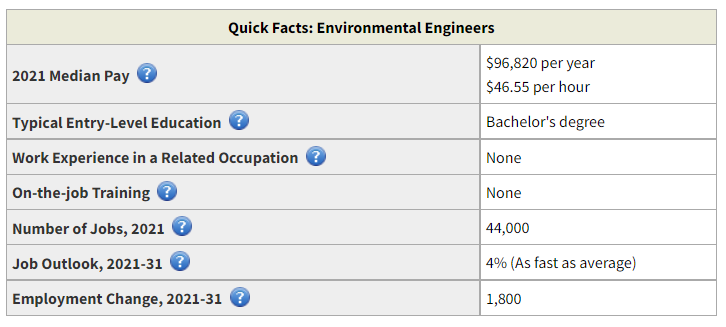 Quick Facts: Environmental Engineers
2021 Median Pay ?
$96,820 per year
$46.55 per hour
Typical Entry-Level Education ?
Bachelor's degree
Work Experience in a Related Occupation ?
None
On-the-job Training ?
None
Number of Jobs, 2021 ?
44,000
Job Outlook, 2021-31 ?
4% (As fast as average)
Employment Change, 2021-31 ?
1,800